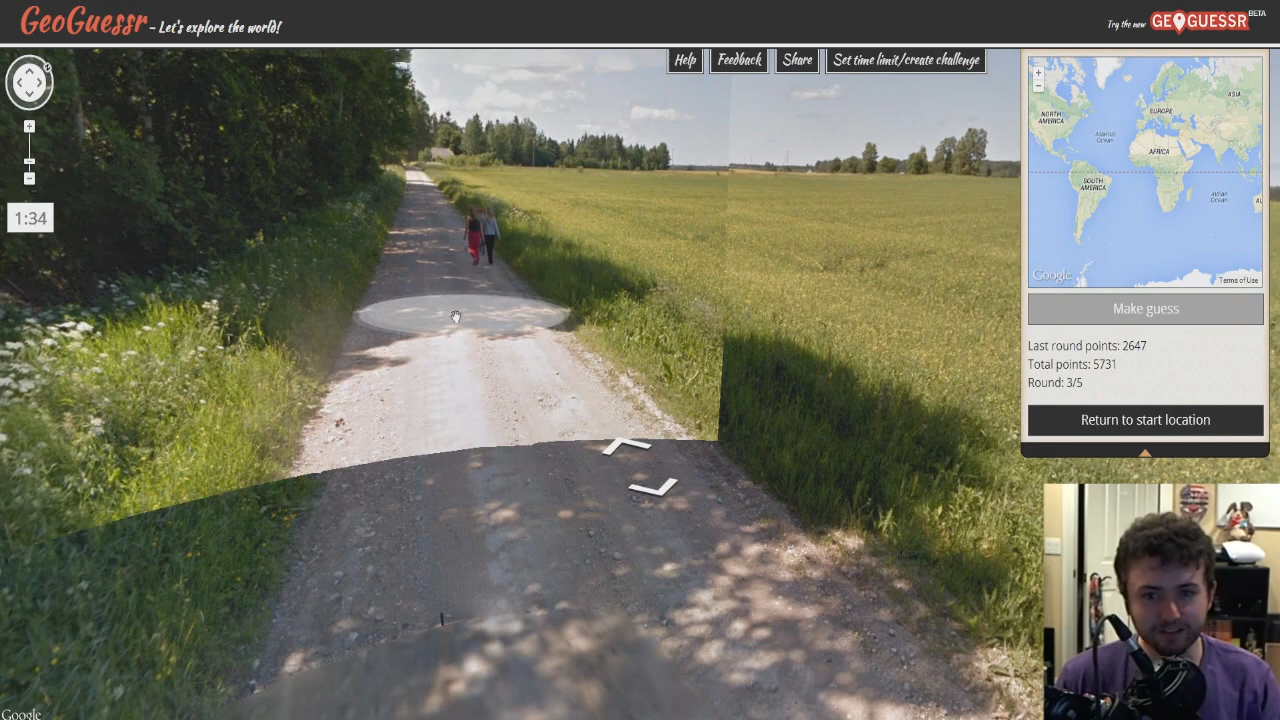 GeoGuessr - Let's explore the world!
Try the new GEOGUESSR BETA
Help
Feedback
Share
Set time limit/create challenge
+
−
1:34
+
−
NORTH
AMERICA
Atlantic
Ocean
EUROPE
ASIA
AFRICA
SOUTH
AMERICA
Indian
Ocean
AU
Google
Terms of Use
Make guess
Last round points: 2647
Total points: 5731
Round: 3/5
Return to start location
Google